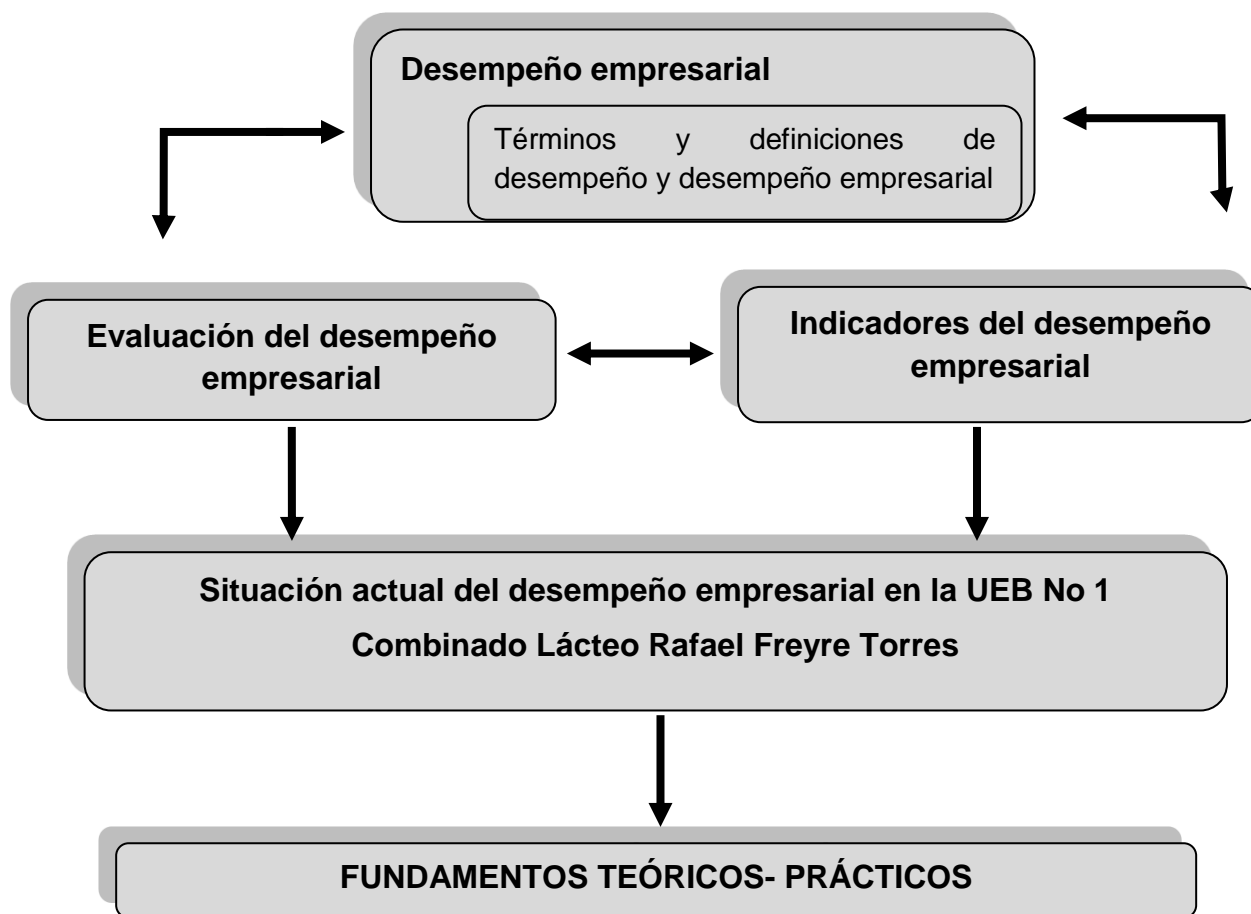 Desempeño empresarial
Términos y definiciones de
desempeño y desempeño empresarial
Evaluación del desempeño
empresarial
Indicadores del desempeño
empresarial
Situación actual del desempeño empresarial en la UEB No 1
Combinado Lácteo Rafael Freyre Torres
FUNDAMENTOS TEÓRICOS- PRÁCTICOS